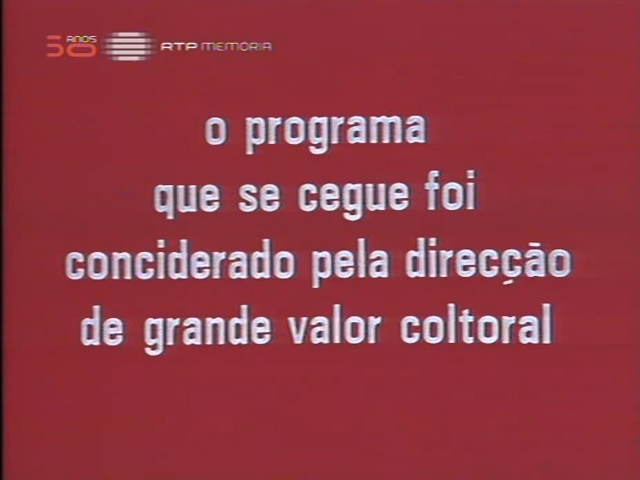 50 ANOS RTP MEMÓRIA
o programa
que se cegue foi
conciderado pela direcção
de grande valor coltoral